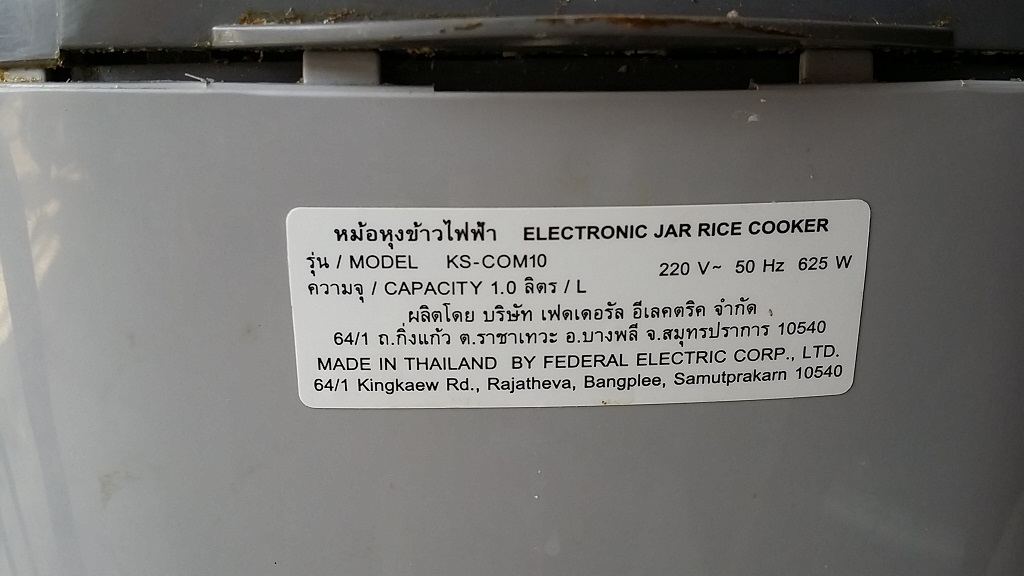 หม้อหุงข้าวไฟฟ้า ELECTRONIC JAR RICE COOKER
รุ่น / MODEL KS-COM10 220 V~ 50 Hz 625 W
ความจุ / CAPACITY 1.0 ลิตร / L
ผลิตโดย บริษัท เฟดเดอรัล อีเลคตริค จำกัด
64/1 ถ.กิ่งแก้ว ต.ราชาเทวะ อ.บางพลี จ.สมุทรปราการ 10540
MADE IN THAILAND BY FEDERAL ELECTRIC CORP., LTD.
64/1 Kingkaew Rd., Rajatheva, Bangplee, Samutprakarn 10540